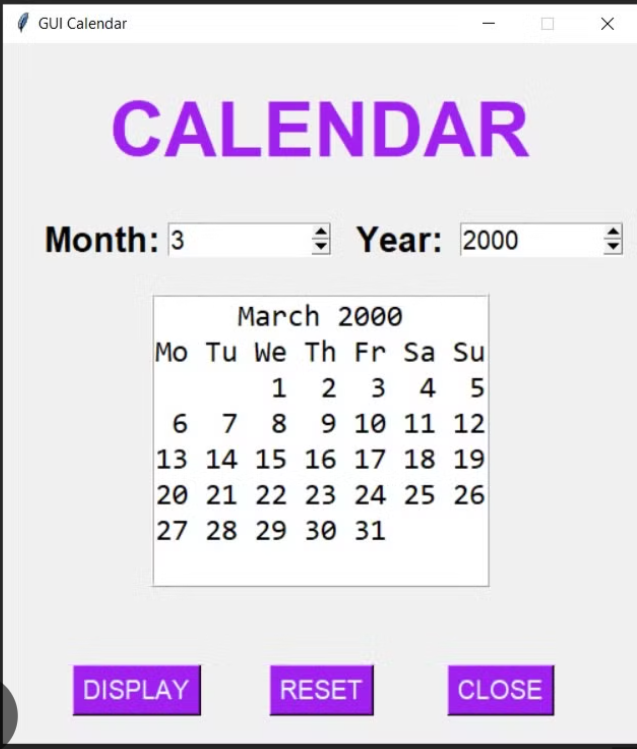 GUI Calendar
CALENDAR
Month: 3 Year: 2000
March 2000
Mo Tu We Th Fr Sa Su
1 2 3 4 5
6 7 8 9 10 11 12
13 14 15 16 17 18 19
20 21 22 23 24 25 26
27 28 29 30 31
DISPLAY RESET CLOSE